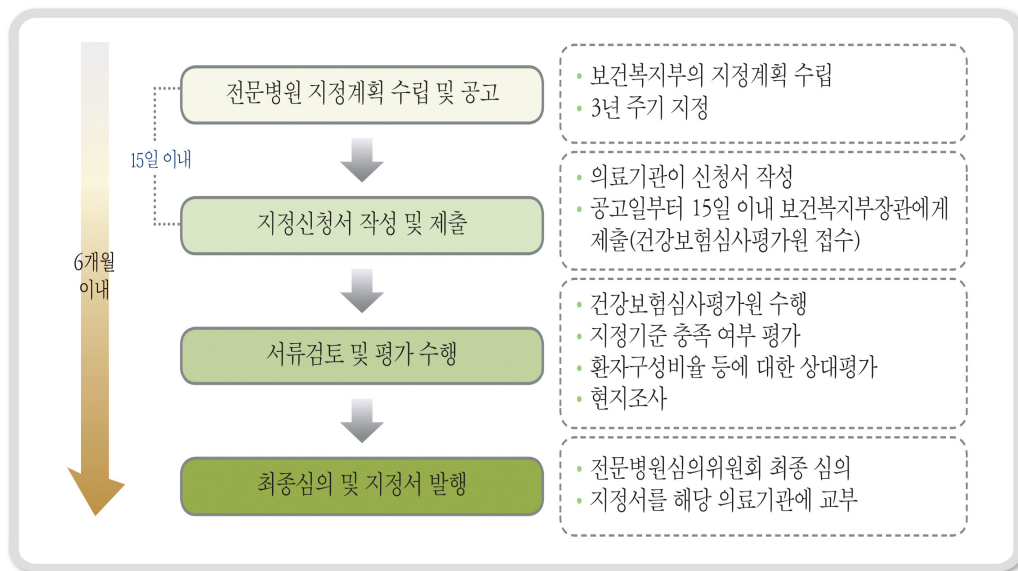 전문병원 지정계획 수립 및 공고
• 보건복지부의 지정계획 수립
• 3년 주기 지정
15일 이내
지정신청서 작성 및 제출
• 의료기관이 신청서 작성
• 공고일부터 15일 이내 보건복지부장관에게
제출(건강보험심사평가원 접수)
6개월
이내
서류검토 및 평가 수행
• 건강보험심사평가원 수행
• 지정기준 충족 여부 평가
• 환자구성비율 등에 대한 상대평가
• 현지조사
최종심의 및 지정서 발행
• 전문병원심의위원회 최종 심의
• 지정서를 해당 의료기관에 교부